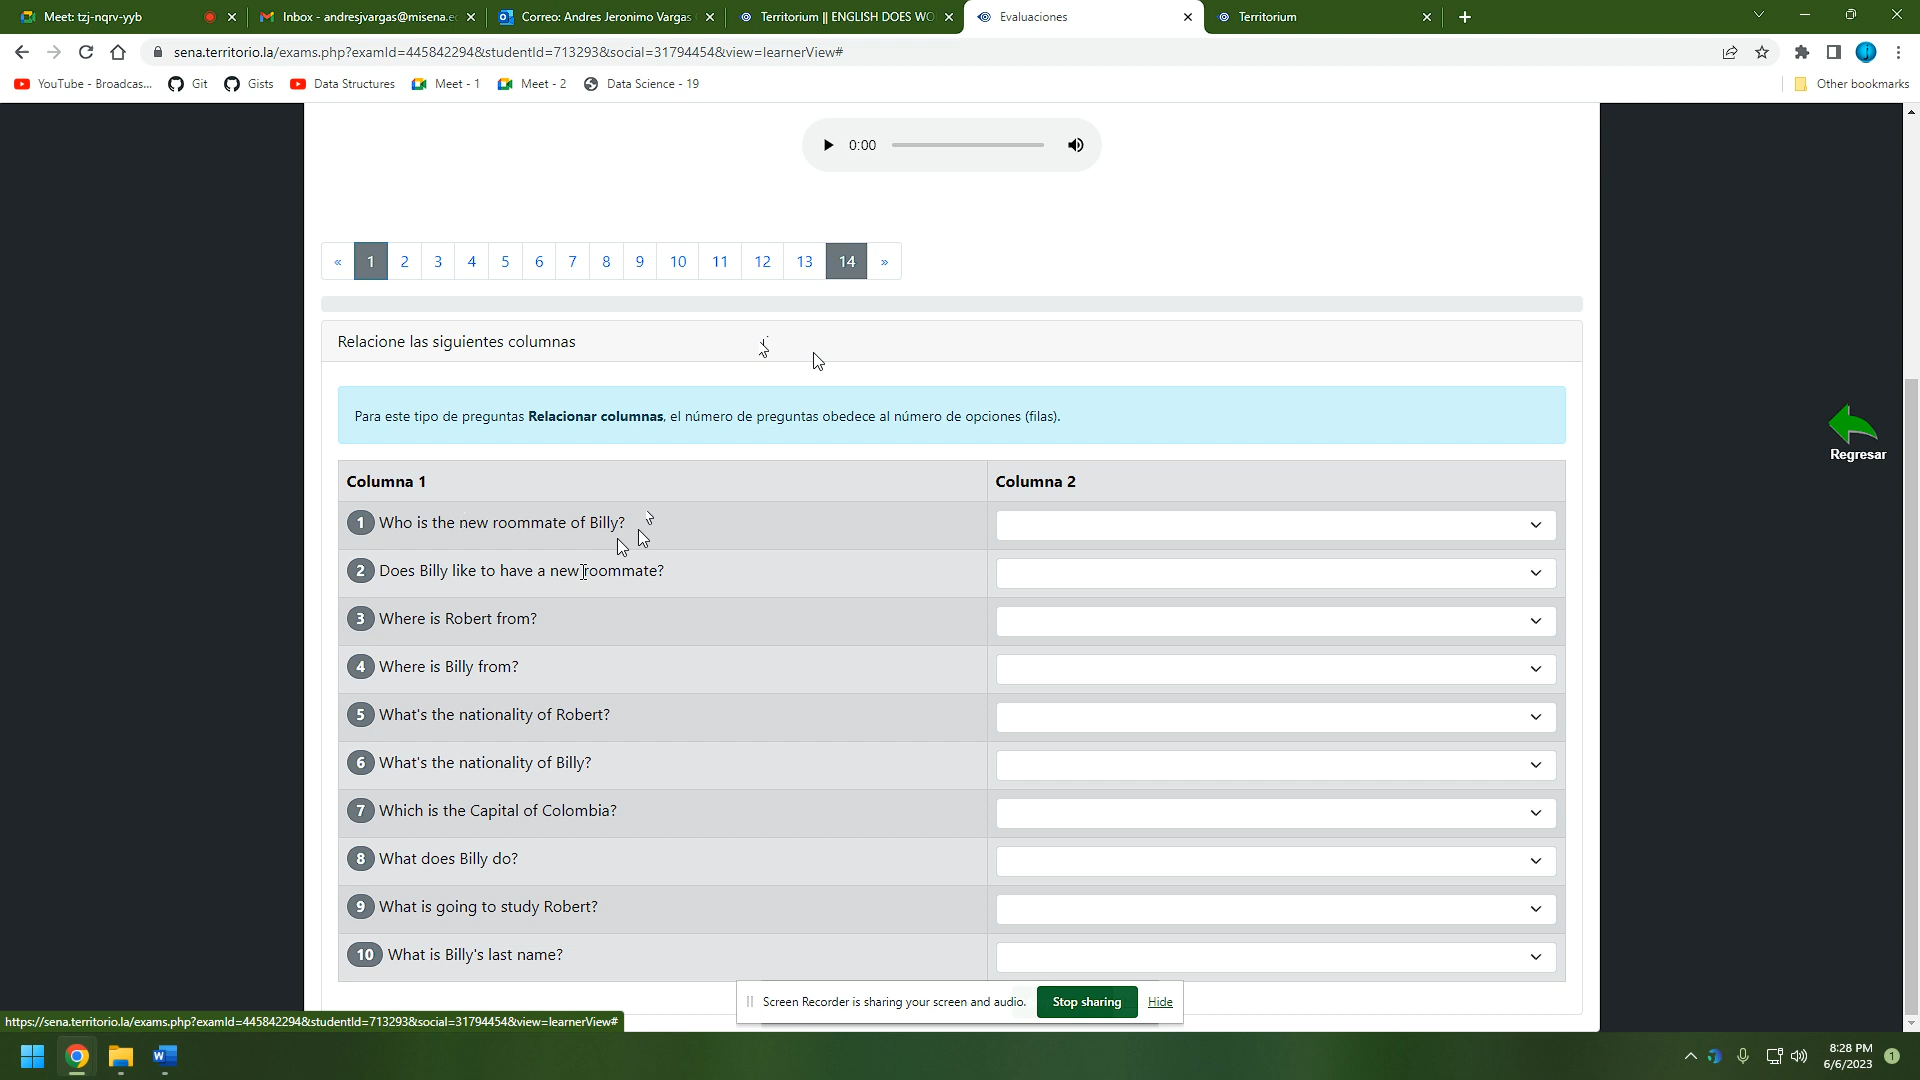 Meet: tzj-nqrv-yyb
Inbox - andresjvargas@misena.e
Correo: Andres Jeronimo Vargas
Territorium || ENGLISH DOES WO
Evaluaciones
Territorium
sena.territorio.la/exams.php?examId=445842294&studentId=713293&social=31794454&view=learnerView#
YouTube - Broadcas...
Git
Gists
Data Structures
Meet - 1
Meet - 2
Data Science - 19
Other bookmarks
0:00
« 1 2 3 4 5 6 7 8 9 10 11 12 13 14 »
Relacione las siguientes columnas
Para este tipo de preguntas Relacionar columnas, el número de preguntas obedece al número de opciones (filas).
Regresar
Columna 1
Columna 2
1 Who is the new roommate of Billy?
2 Does Billy like to have a new roommate?
3 Where is Robert from?
4 Where is Billy from?
5 What's the nationality of Robert?
6 What's the nationality of Billy?
7 Which is the Capital of Colombia?
8 What does Billy do?
9 What is going to study Robert?
10 What is Billy's last name?
Screen Recorder is sharing your screen and audio.
Stop sharing
Hide
https://sena.territorio.la/exams.php?examId=445842294&studentId=713293&social=31794454&view=learnerView#
8:28 PM
6/6/2023
1